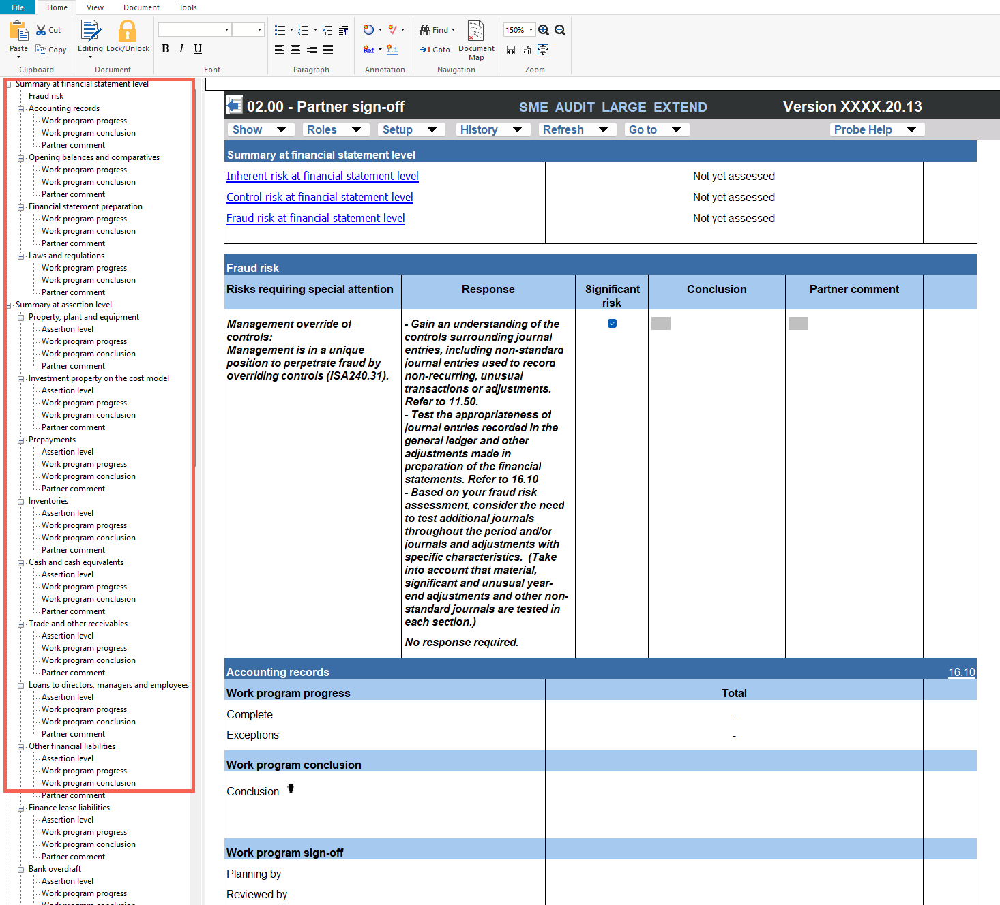 File Home View Document Tools
Paste Cut Copy
Clipboard
Editing Lock/Unlock
Document
B I U
Font
Paragraph
Ref 1.1
Annotation
Find Goto Document Map
Navigation
150%
Zoom
Summary at financial statement level
Fraud risk
Accounting records
Work program progress
Work program conclusion
Partner comment
Opening balances and comparatives
Work program progress
Work program conclusion
Partner comment
Financial statement preparation
Work program progress
Work program conclusion
Partner comment
Laws and regulations
Work program progress
Work program conclusion
Partner comment
Summary at assertion level
Property, plant and equipment
Assertion level
Work program progress
Work program conclusion
Partner comment
Investment property on the cost model
Assertion level
Work program progress
Work program conclusion
Partner comment
Prepayments
Assertion level
Work program progress
Work program conclusion
Partner comment
Inventories
Assertion level
Work program progress
Work program conclusion
Partner comment
Cash and cash equivalents
Assertion level
Work program progress
Work program conclusion
Partner comment
Trade and other receivables
Assertion level
Work program progress
Work program conclusion
Partner comment
Loans to directors, managers and employees
Assertion level
Work program progress
Work program conclusion
Partner comment
Other financial liabilities
Assertion level
Work program progress
Work program conclusion
Partner comment
Finance lease liabilities
Assertion level
Work program progress
Work program conclusion
Partner comment
Bank overdraft
Assertion level
Work program progress
Work program conclusion
02.00 - Partner sign-off SME AUDIT LARGE EXTEND Version XXXX.20.13
Show Roles Setup History Refresh Go to Probe Help
Summary at financial statement level
Inherent risk at financial statement level Not yet assessed
Control risk at financial statement level Not yet assessed
Fraud risk at financial statement level Not yet assessed
Fraud risk
Risks requiring special attention Response Significant risk Conclusion Partner comment
Management override of
controls:
Management is in a unique
position to perpetrate fraud by
overriding controls (ISA240.31).
- Gain an understanding of the
controls surrounding journal
entries, including non-standard
journal entries used to record
non-recurring, unusual
transactions or adjustments.
Refer to 11.50.
- Test the appropriateness of
journal entries recorded in the
general ledger and other
adjustments made in
preparation of the financial
statements. Refer to 16.10
- Based on your fraud risk
assessment, consider the need
to test additional journals
throughout the period and/or
journals and adjustments with
specific characteristics. (Take
into account that material,
significant and unusual year-
end adjustments and other non-
standard journals are tested in
each section.)
No response required.
Accounting records 16.10
Work program progress Total
Complete -
Exceptions -
Work program conclusion
Conclusion
Work program sign-off
Planning by
Reviewed by